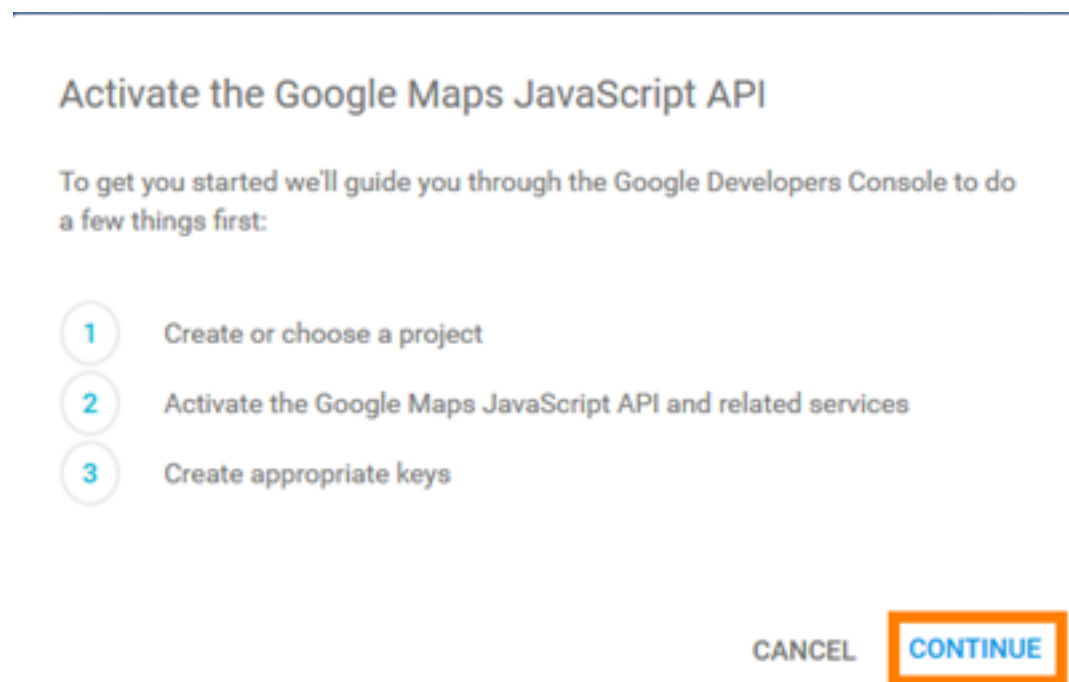 Activate the Google Maps JavaScript API
To get you started we'll guide you through the Google Developers Console to do
a few things first:
1 Create or choose a project
2 Activate the Google Maps JavaScript API and related services
3 Create appropriate keys
CANCEL CONTINUE